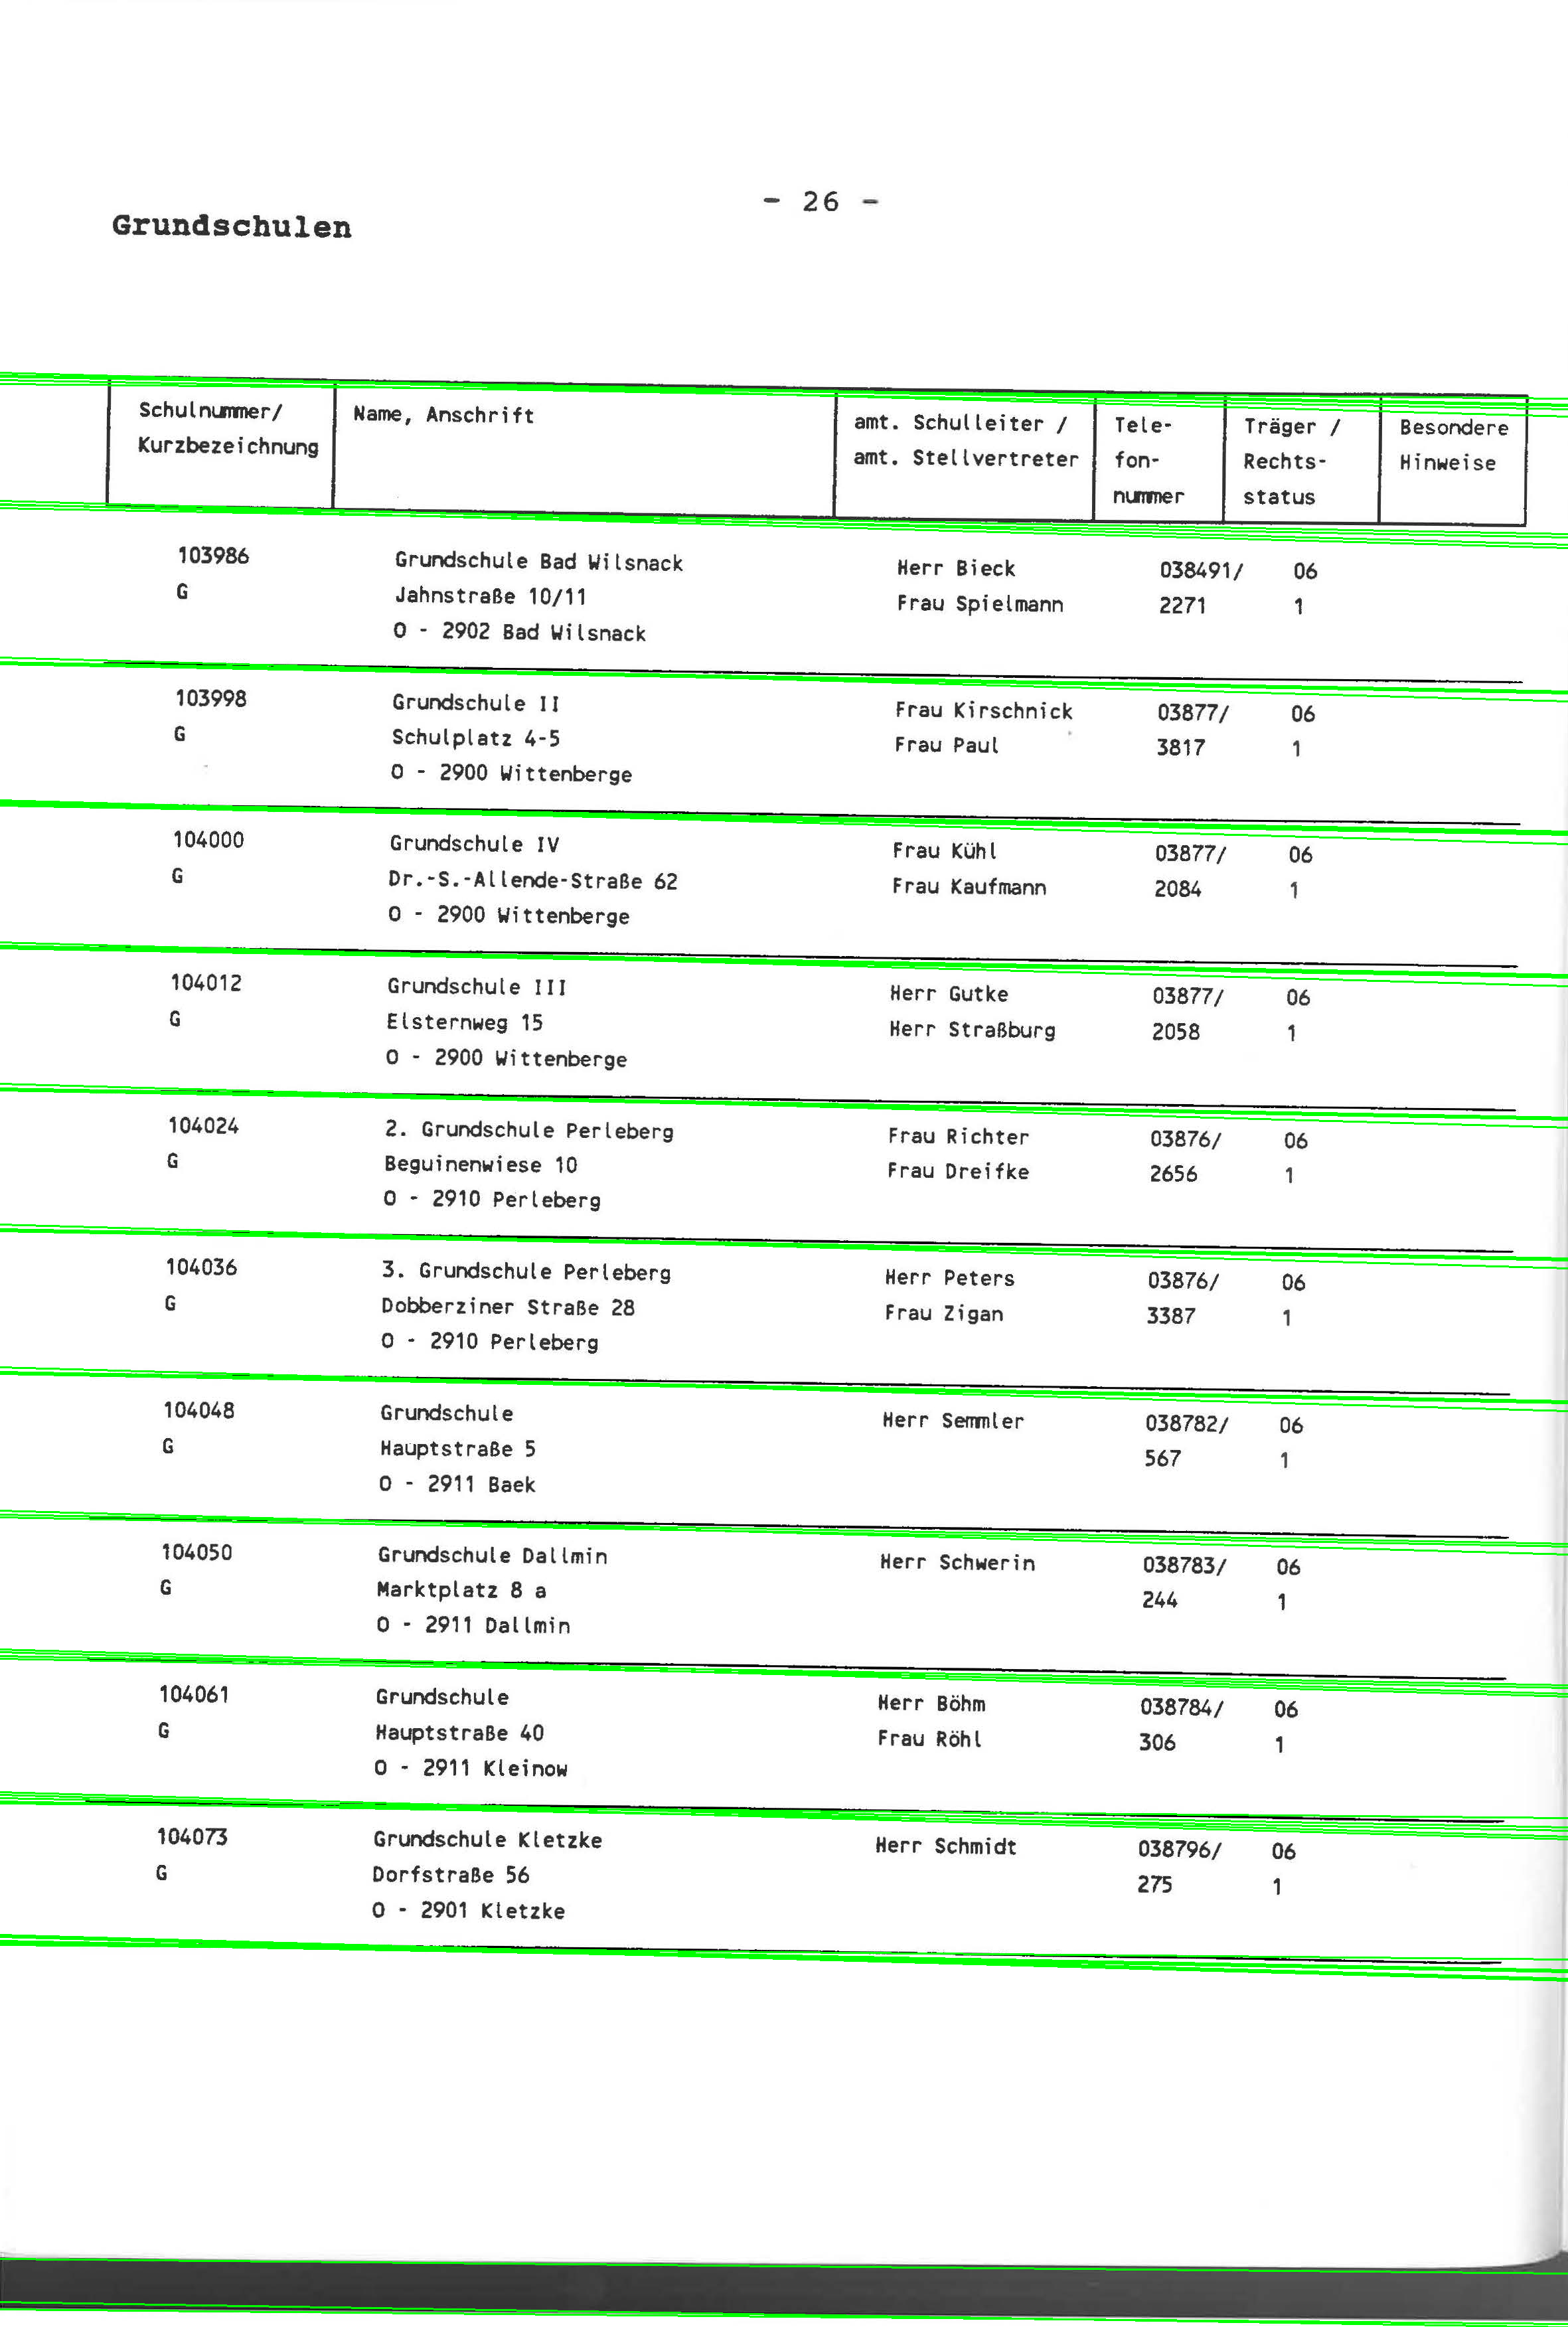 - 26 -
Grundschulen
Schulnummer/ Name, Anschrift amt. Schulleiter / Tele- Träger / Besondere
Kurzbezeichnung amt. Stellvertreter fon- Rechts- Hinweise
nummer status
103986 Grundschule Bad Wilsnack Herr Bieck 038491/ 06
G Jahnstraße 10/11 Frau Spielmann 2271 1
O - 2902 Bad Wilsnack
103998 Grundschule II Frau Kirschnick 03877/ 06
G Schulplatz 4-5 Frau Paul 3817 1
O - 2900 Wittenberge
104000 Grundschule IV Frau Kühl 03877/ 06
G Dr.-S.-Allende-Straße 62 Frau Kaufmann 2084 1
O - 2900 Wittenberge
104012 Grundschule III Herr Gutke 03877/ 06
G Elsternweg 15 Herr Straßburg 2058 1
O - 2900 Wittenberge
104024 2. Grundschule Perleberg Frau Richter 03876/ 06
G Beguinenwiese 10 Frau Dreifke 2656 1
O - 2910 Perleberg
104036 3. Grundschule Perleberg Herr Peters 03876/ 06
G Dobberziner Straße 28 Frau Zigan 3387 1
O - 2910 Perleberg
104048 Grundschule Herr Semmler 038782/ 06
G Hauptstraße 5 567 1
O - 2911 Baek
104050 Grundschule Dallmin Herr Schwerin 038783/ 06
G Marktplatz 8 a 244 1
O - 2911 Dallmin
104061 Grundschule Herr Böhm 038784/ 06
G Hauptstraße 40 Frau Röhl 306 1
O - 2911 Kleinow
104073 Grundschule Kletzke Herr Schmidt 038796/ 06
G Dorfstraße 56 275 1
O - 2901 Kletzke